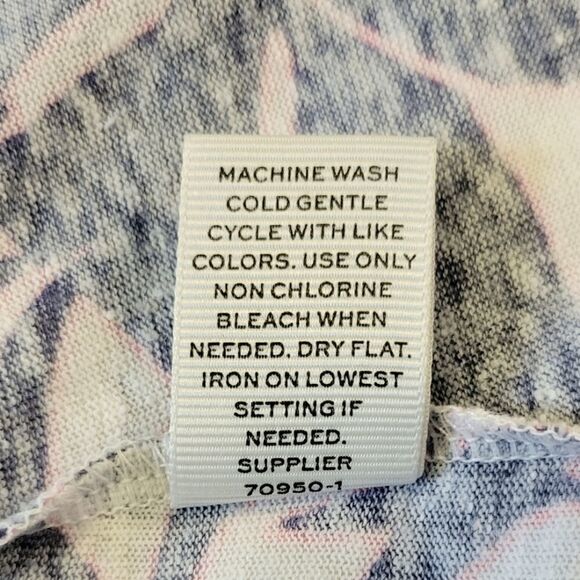 MACHINE WASH
COLD GENTLE
CYCLE WITH LIKE
COLORS. USE ONLY
NON CHLORINE
BLEACH WHEN
NEEDED. DRY FLAT.
IRON ON LOWEST
SETTING IF
NEEDED.
SUPPLIER
70950-1